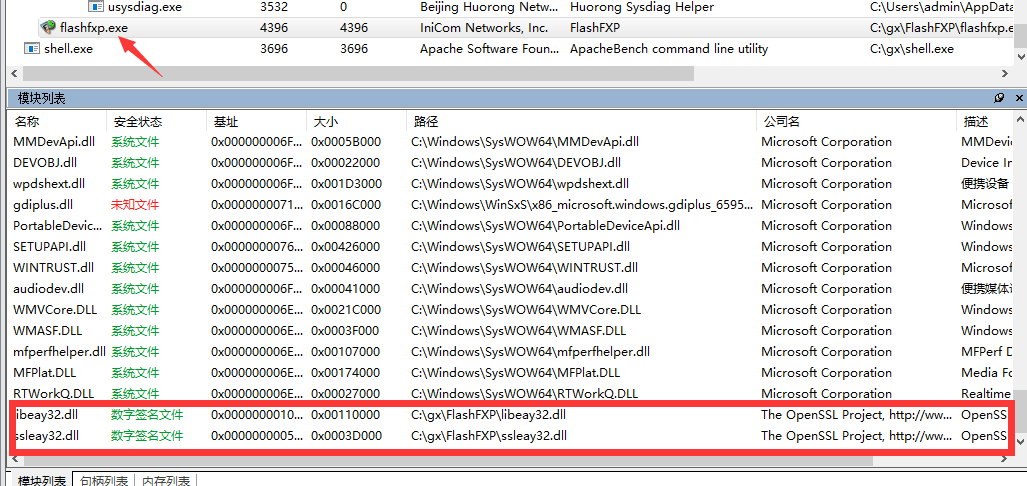 usysdiag.exe 3532 0 Beijing Huorong Net... Huorong Sysdiag Helper C:\Users\admin\AppData
flashfxp.exe 4396 4396 IniCom Networks, Inc. FlashFXP C:\gx\FlashFXP\flashfxp.e
shell.exe 3696 3696 Apache Software Foun... ApacheBench command line utility C:\gx\shell.exe
模块列表
名称 安全状态 基址 大小 路径 公司名 描述
MMDevApi.dll 系统文件 0x000000006F... 0x0005B000 C:\Windows\SysWOW64\MMDevApi.dll Microsoft Corporation MMDevic
DEVOBJ.dll 系统文件 0x000000006F... 0x00022000 C:\Windows\SysWOW64\DEVOBJ.dll Microsoft Corporation Device In
wpdshext.dll 系统文件 0x000000006F... 0x001D3000 C:\Windows\SysWOW64\wpdshext.dll Microsoft Corporation 便携设备
gdiplus.dll 未知文件 0x0000000071... 0x0016C000 C:\Windows\WinSxS\x86_microsoft.windows.gdiplus_6595... Microsoft Corporation Microsof
PortableDevic... 系统文件 0x000000006F... 0x00088000 C:\Windows\SysWOW64\PortableDeviceApi.dll Microsoft Corporation Windows
SETUPAPI.dll 系统文件 0x0000000076... 0x00426000 C:\Windows\SysWOW64\SETUPAPI.dll Microsoft Corporation Windows
WINTRUST.dll 系统文件 0x0000000075... 0x00046000 C:\Windows\SysWOW64\WINTRUST.dll Microsoft Corporation Microsof
audiodev.dll 系统文件 0x000000006F... 0x00041000 C:\Windows\SysWOW64\audiodev.dll Microsoft Corporation 便携媒体
WMVCore.DLL 系统文件 0x000000006E... 0x0021C000 C:\Windows\SysWOW64\WMVCore.DLL Microsoft Corporation Windows
WMASF.DLL 系统文件 0x000000006E... 0x0003F000 C:\Windows\SysWOW64\WMASF.DLL Microsoft Corporation Windows
mfperfhelper.dll 系统文件 0x000000006E... 0x00107000 C:\Windows\SysWOW64\mfperfhelper.dll Microsoft Corporation MFPerf D
MFPlat.DLL 系统文件 0x000000006E... 0x00174000 C:\Windows\SysWOW64\MFPlat.DLL Microsoft Corporation Media Fo
RTWorkQ.DLL 系统文件 0x000000006E... 0x00027000 C:\Windows\SysWOW64\RTWorkQ.DLL Microsoft Corporation Realtime
libeay32.dll 数字签名文件 0x0000000010... 0x00110000 C:\gx\FlashFXP\libeay32.dll The OpenSSL Project, http://ww... OpenSS
ssleay32.dll 数字签名文件 0x0000000005... 0x0003D000 C:\gx\FlashFXP\ssleay32.dll The OpenSSL Project, http://ww... OpenSS
模块列表 句柄列表 内存列表